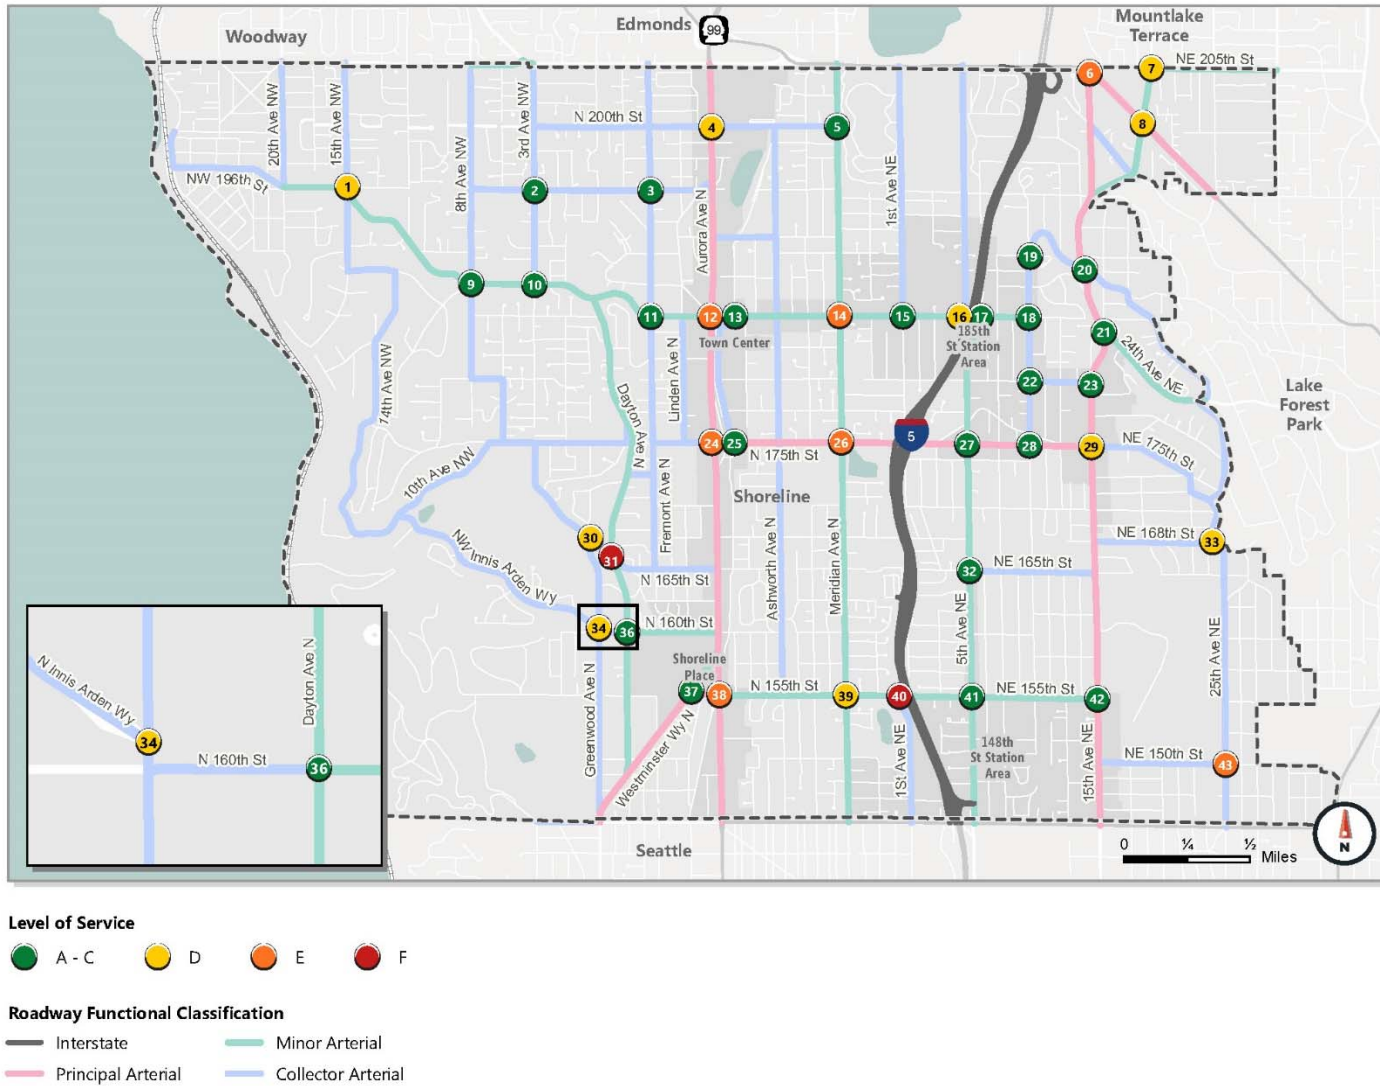 Woodway
Edmonds
99
Mountlake
Terrace
6
7
NE 205th St
20th Ave NW
15th Ave NW
3rd Ave NW
N 200th St
4
5
8
NW 196th St
1
8th Ave NW
2
3
Aurora Ave N
1st Ave NE
9
10
19
20
11
12
13
14
15
16
17
18
Town Center
185th
St Station
Area
21
24th Ave NE
14th Ave NW
Dayton Ave N
Linden Ave N
22
23
Lake
Forest
Park
24
25
N 175th St
26
5
27
28
29
NE 175th St
10th Ave NW
Fremont Ave N
Shoreline
Ashworth Ave N
Meridian Ave N
30
31
NE 168th St
33
NW Innis Arden Wy
N 165th St
32
NE 165th St
34
36
N 160th St
5th Ave NE
25th Ave NE
Shoreline
Place
37
38
N 155th St
39
40
41
NE 155th St
42
Greenwood Ave N
Westminster Wy N
1St Ave NE
148th
St Station
Area
15th Ave NE
NE 150th St
43
N Innis Arden Wy
34
N 160th St
Dayton Ave N
36
Seattle
0 ¼ ½
Miles
N
Level of Service
A - C D E F
Roadway Functional Classification
Interstate Minor Arterial
Principal Arterial Collector Arterial